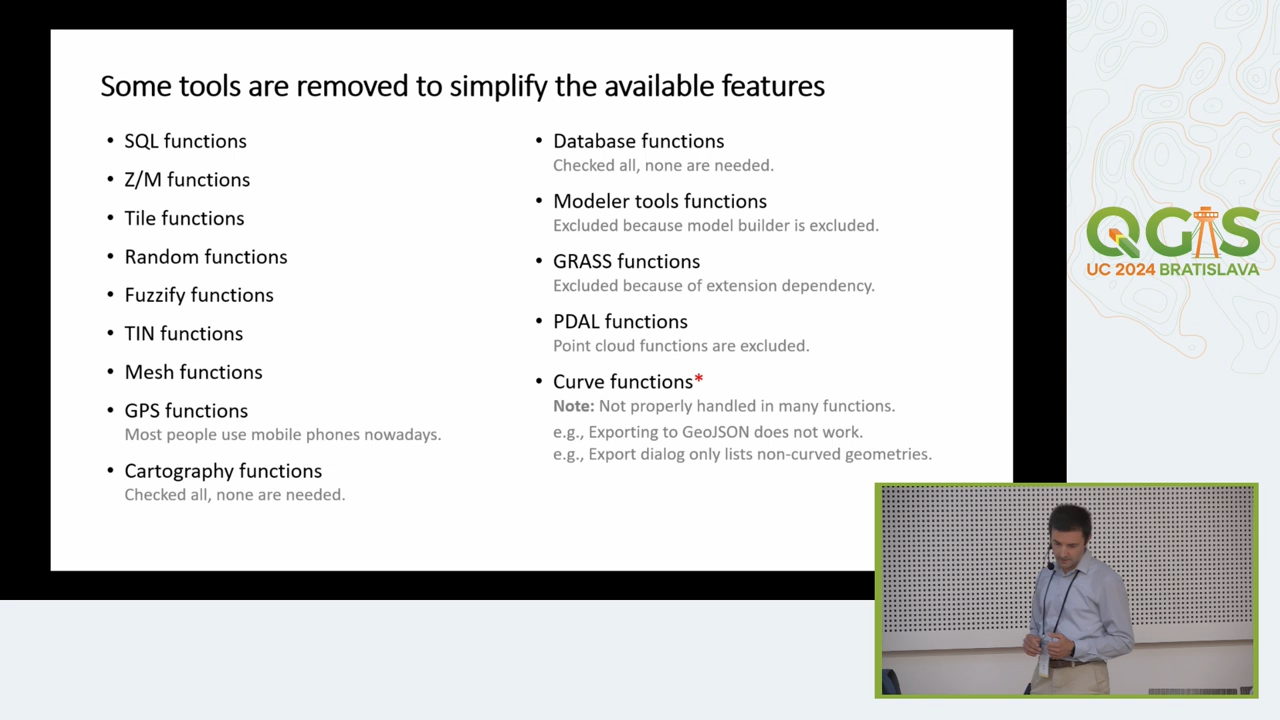 Some tools are removed to simplify the available features
• SQL functions
• Z/M functions
• Tile functions
• Random functions
• Fuzzify functions
• TIN functions
• Mesh functions
• GPS functions
Most people use mobile phones nowadays.
• Cartography functions
Checked all, none are needed.
• Database functions
Checked all, none are needed.
• Modeler tools functions
Excluded because model builder is excluded.
• GRASS functions
Excluded because of extension dependency.
• PDAL functions
Point cloud functions are excluded.
• Curve functions*
Note: Not properly handled in many functions.
e.g., Exporting to GeoJSON does not work.
e.g., Export dialog only lists non-curved geometries.
QGIS
UC 2024 BRATISLAVA